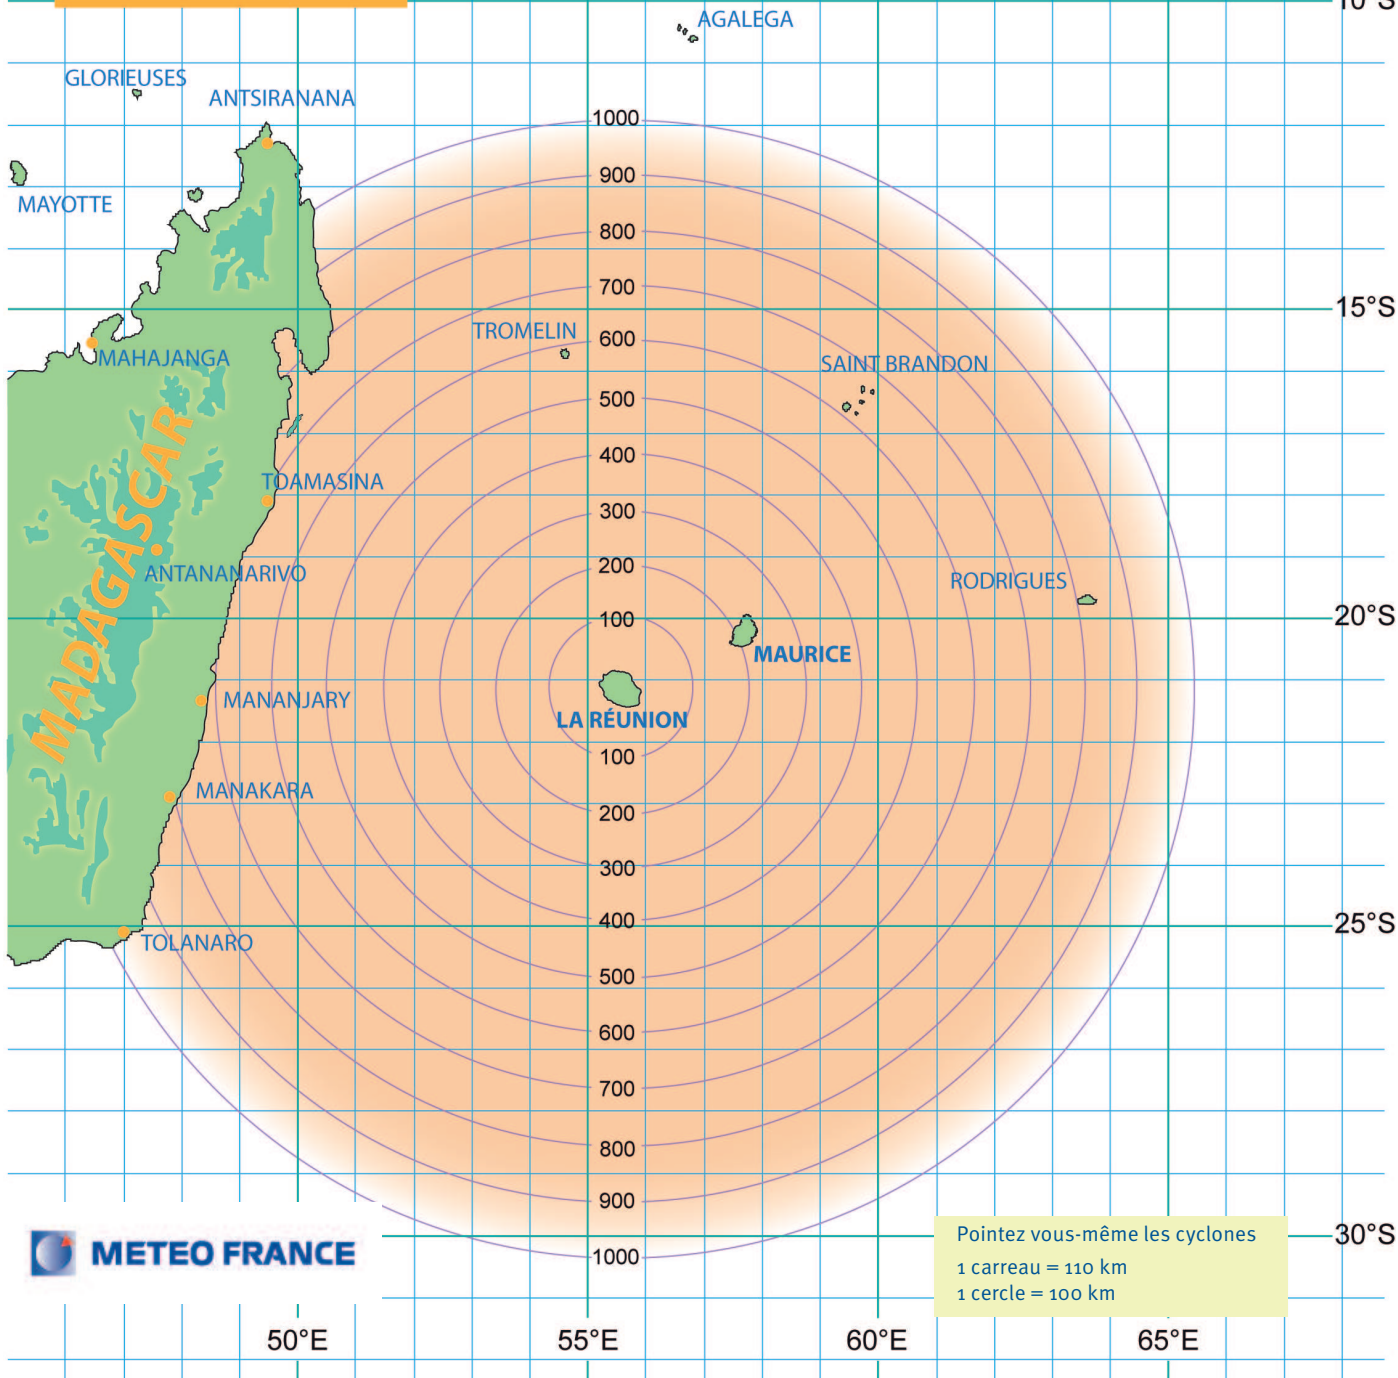 10°S
AGALEGA
GLORIEUSES
ANTSIRANANA
1000
900
MAYOTTE
800
700
15°S
TROMELIN
600
MAHAJANGA
SAINT BRANDON
500
MADAGASCAR
400
TOAMASINA
300
200
ANTANANARIVO
RODRIGUES
100
20°S
MAURICE
MANANJARY
LA RÉUNION
100
MANAKARA
200
300
400
25°S
TOLANARO
500
600
700
800
900
Pointez vous-même les cyclones
30°S
METEO FRANCE
1000
1 carreau = 110 km
1 cercle = 100 km
50°E
55°E
60°E
65°E